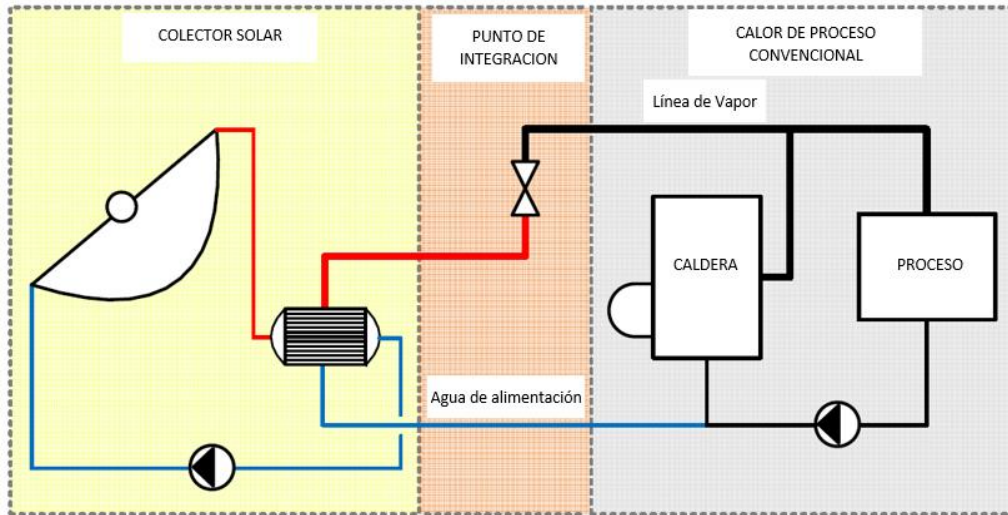 COLECTOR SOLAR
PUNTO DE
INTEGRACION
CALOR DE PROCESO
CONVENCIONAL
Línea de Vapor
CALDERA
PROCESO
Agua de alimentación